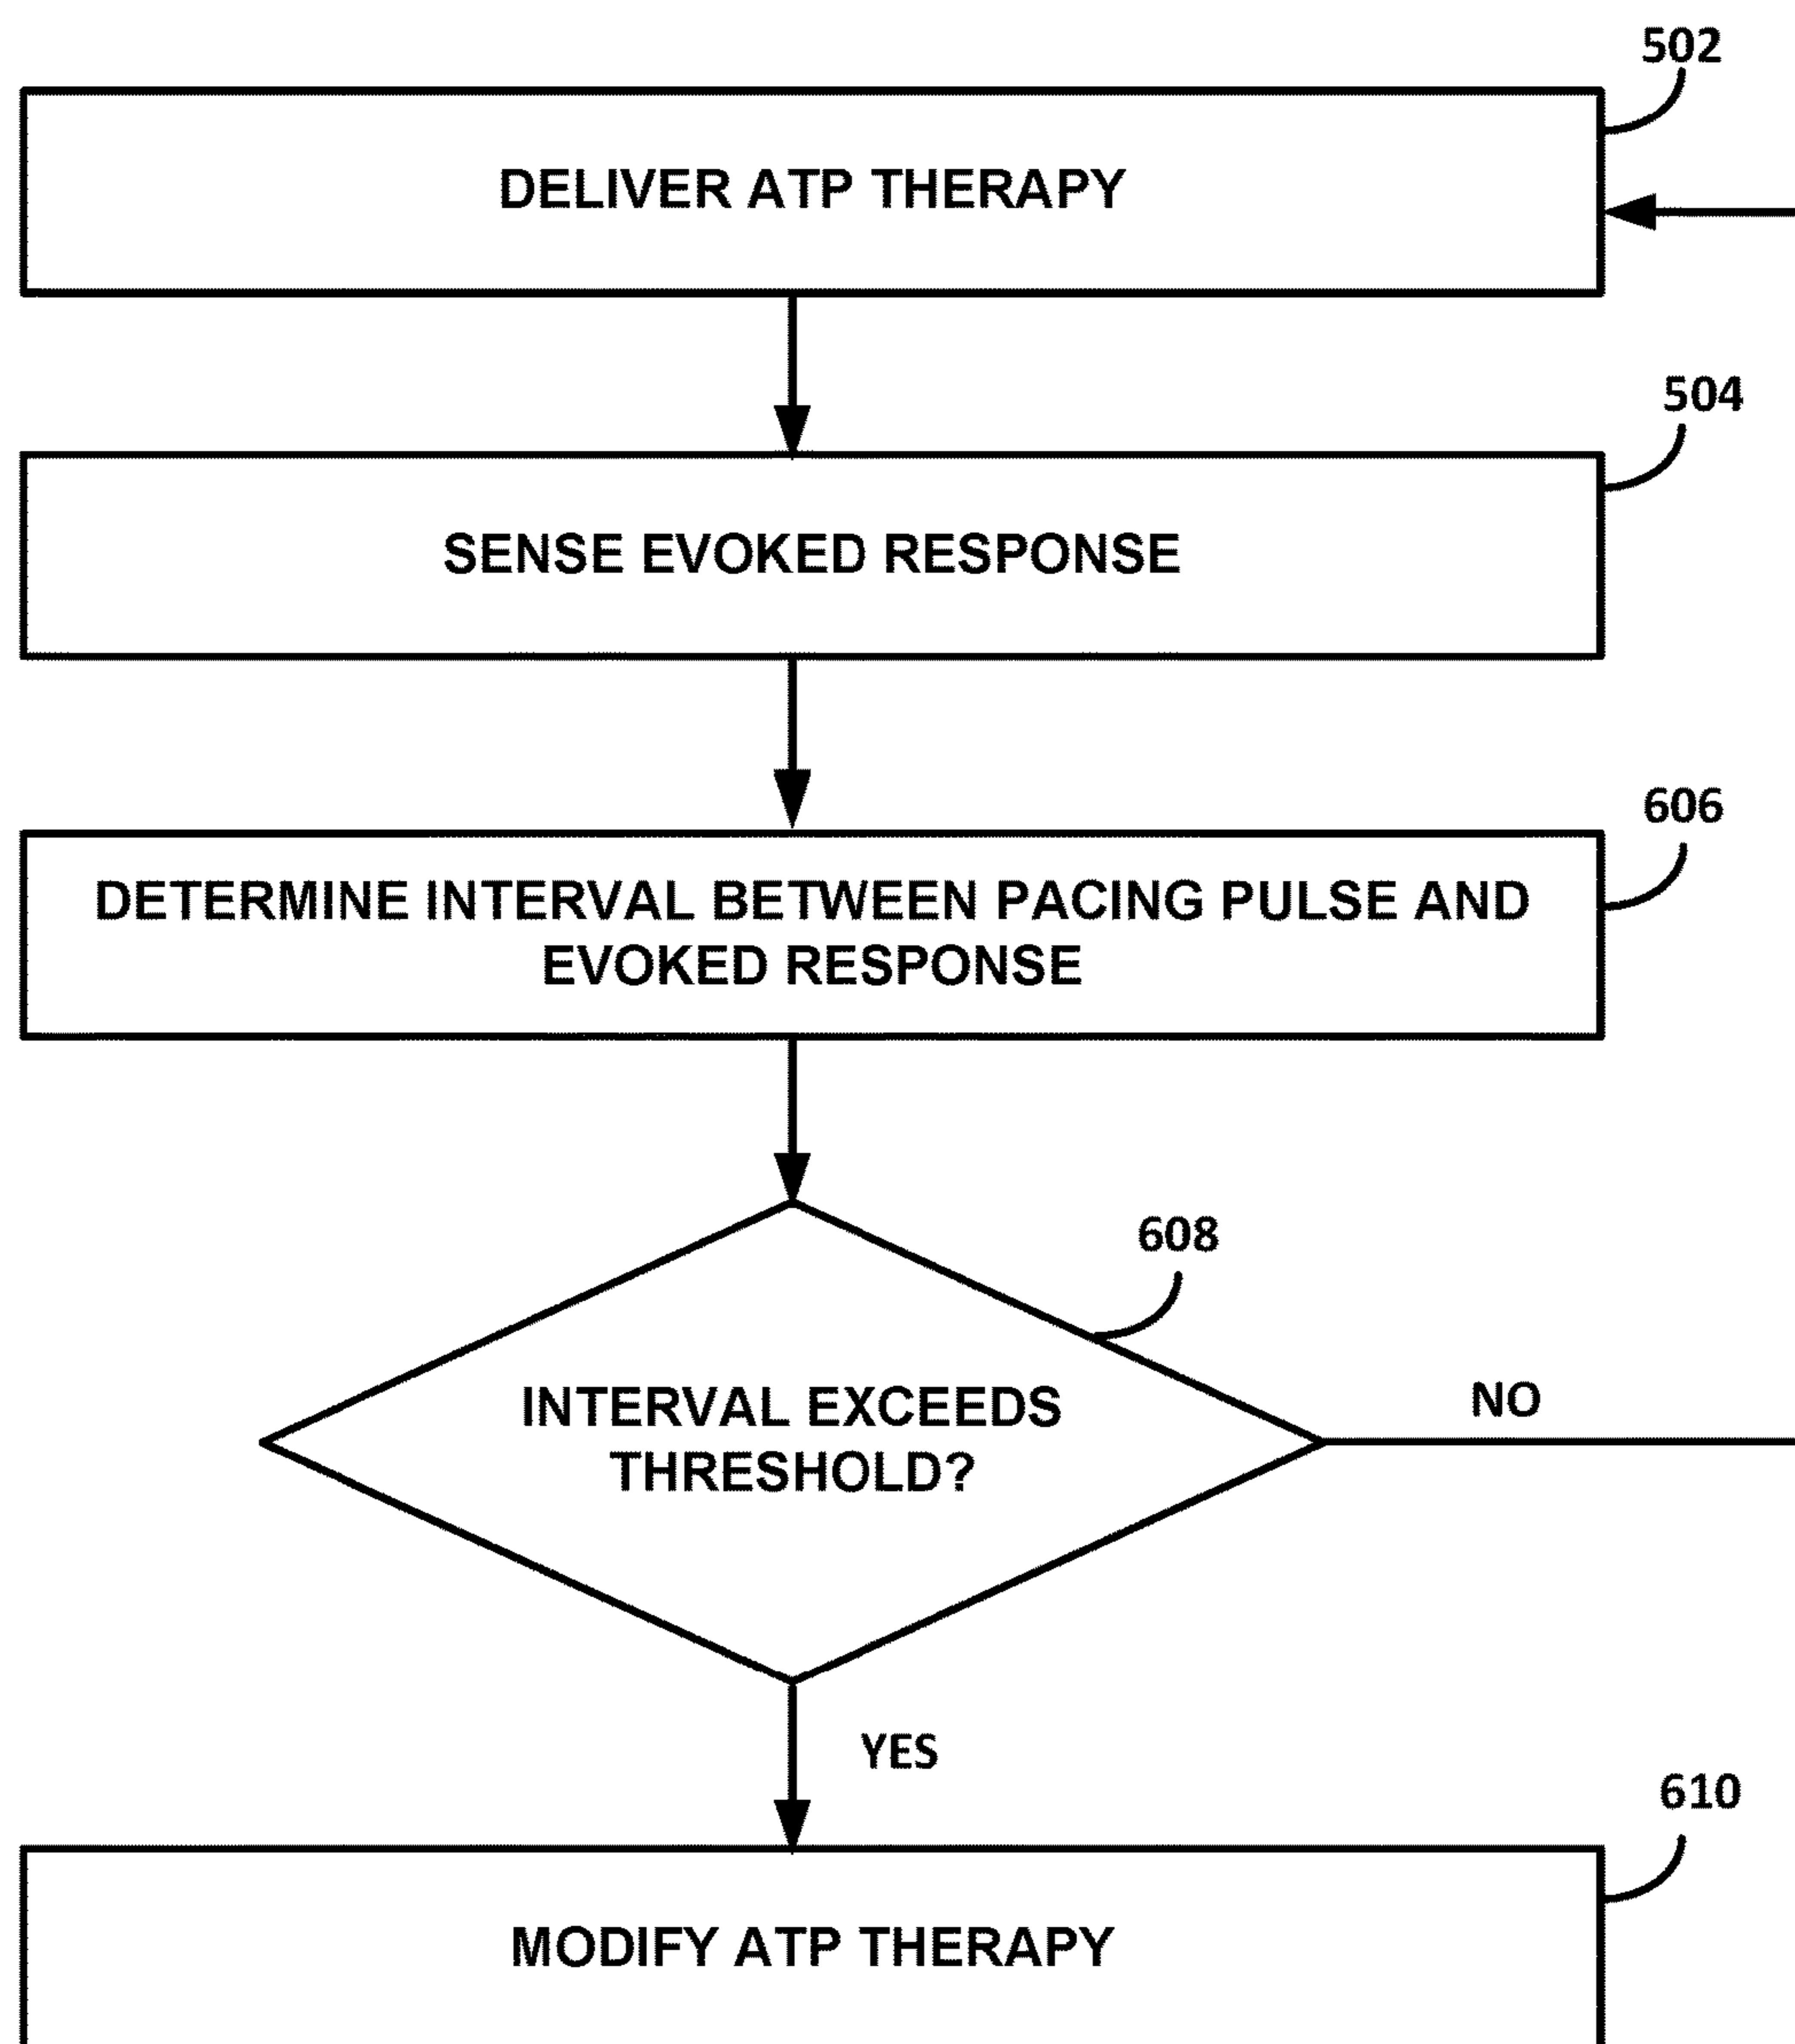 502
DELIVER ATP THERAPY
504
SENSE EVOKED RESPONSE
606
DETERMINE INTERVAL BETWEEN PACING PULSE AND
EVOKED RESPONSE
608
INTERVAL EXCEEDS
THRESHOLD?
NO
YES
610
MODIFY ATP THERAPY